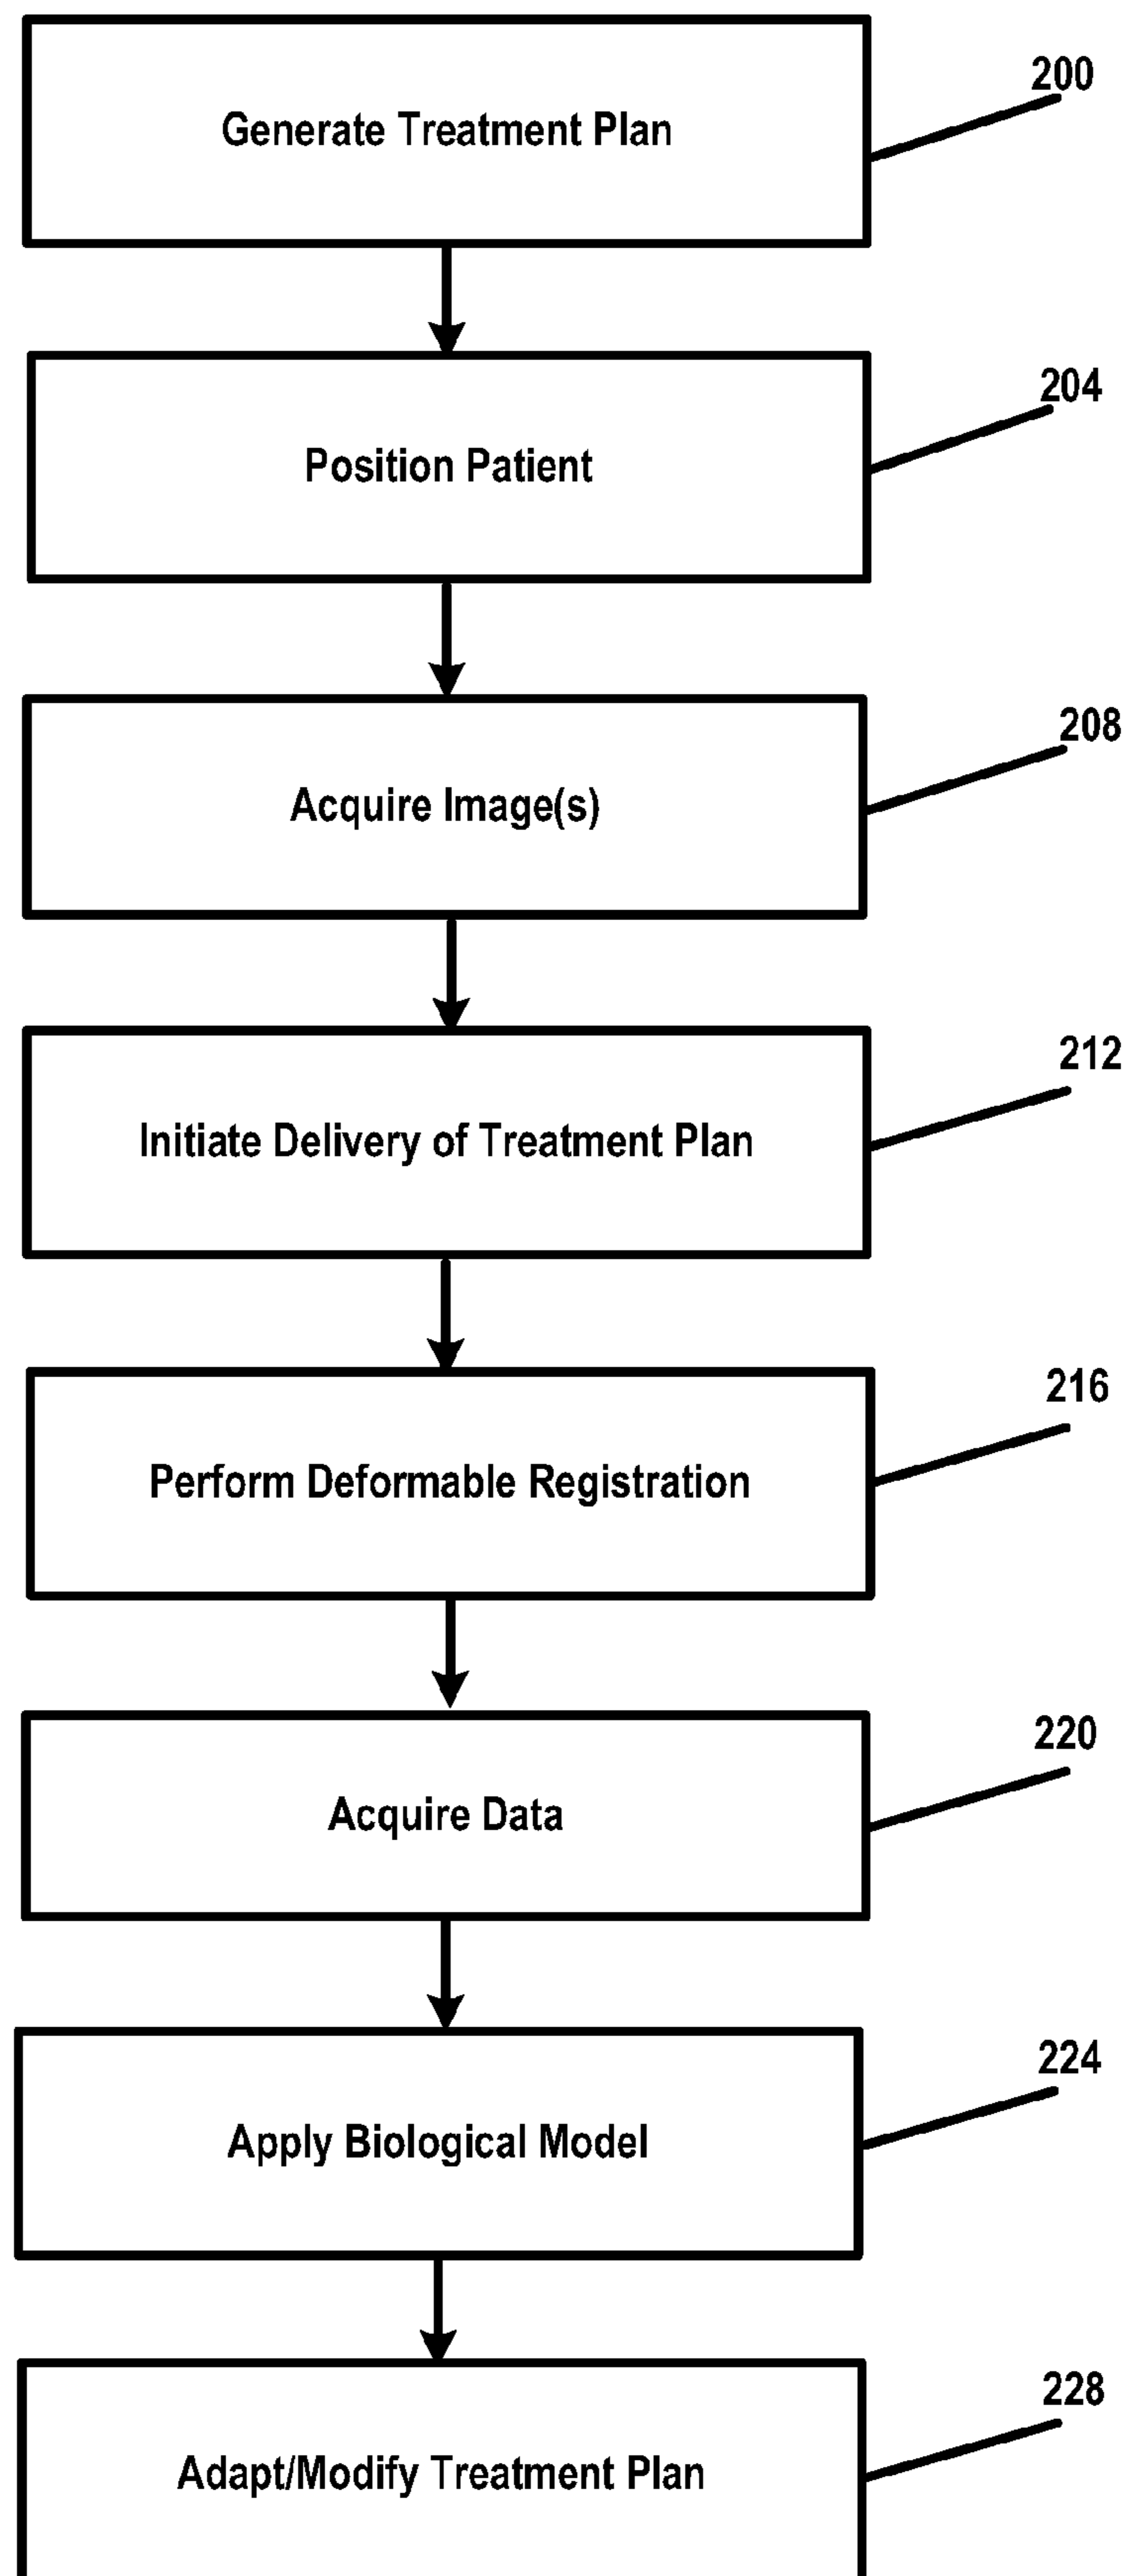 Generate Treatment Plan
200
Position Patient
204
Acquire Image(s)
208
Initiate Delivery of Treatment Plan
212
Perform Deformable Registration
216
Acquire Data
220
Apply Biological Model
224
Adapt/Modify Treatment Plan
228